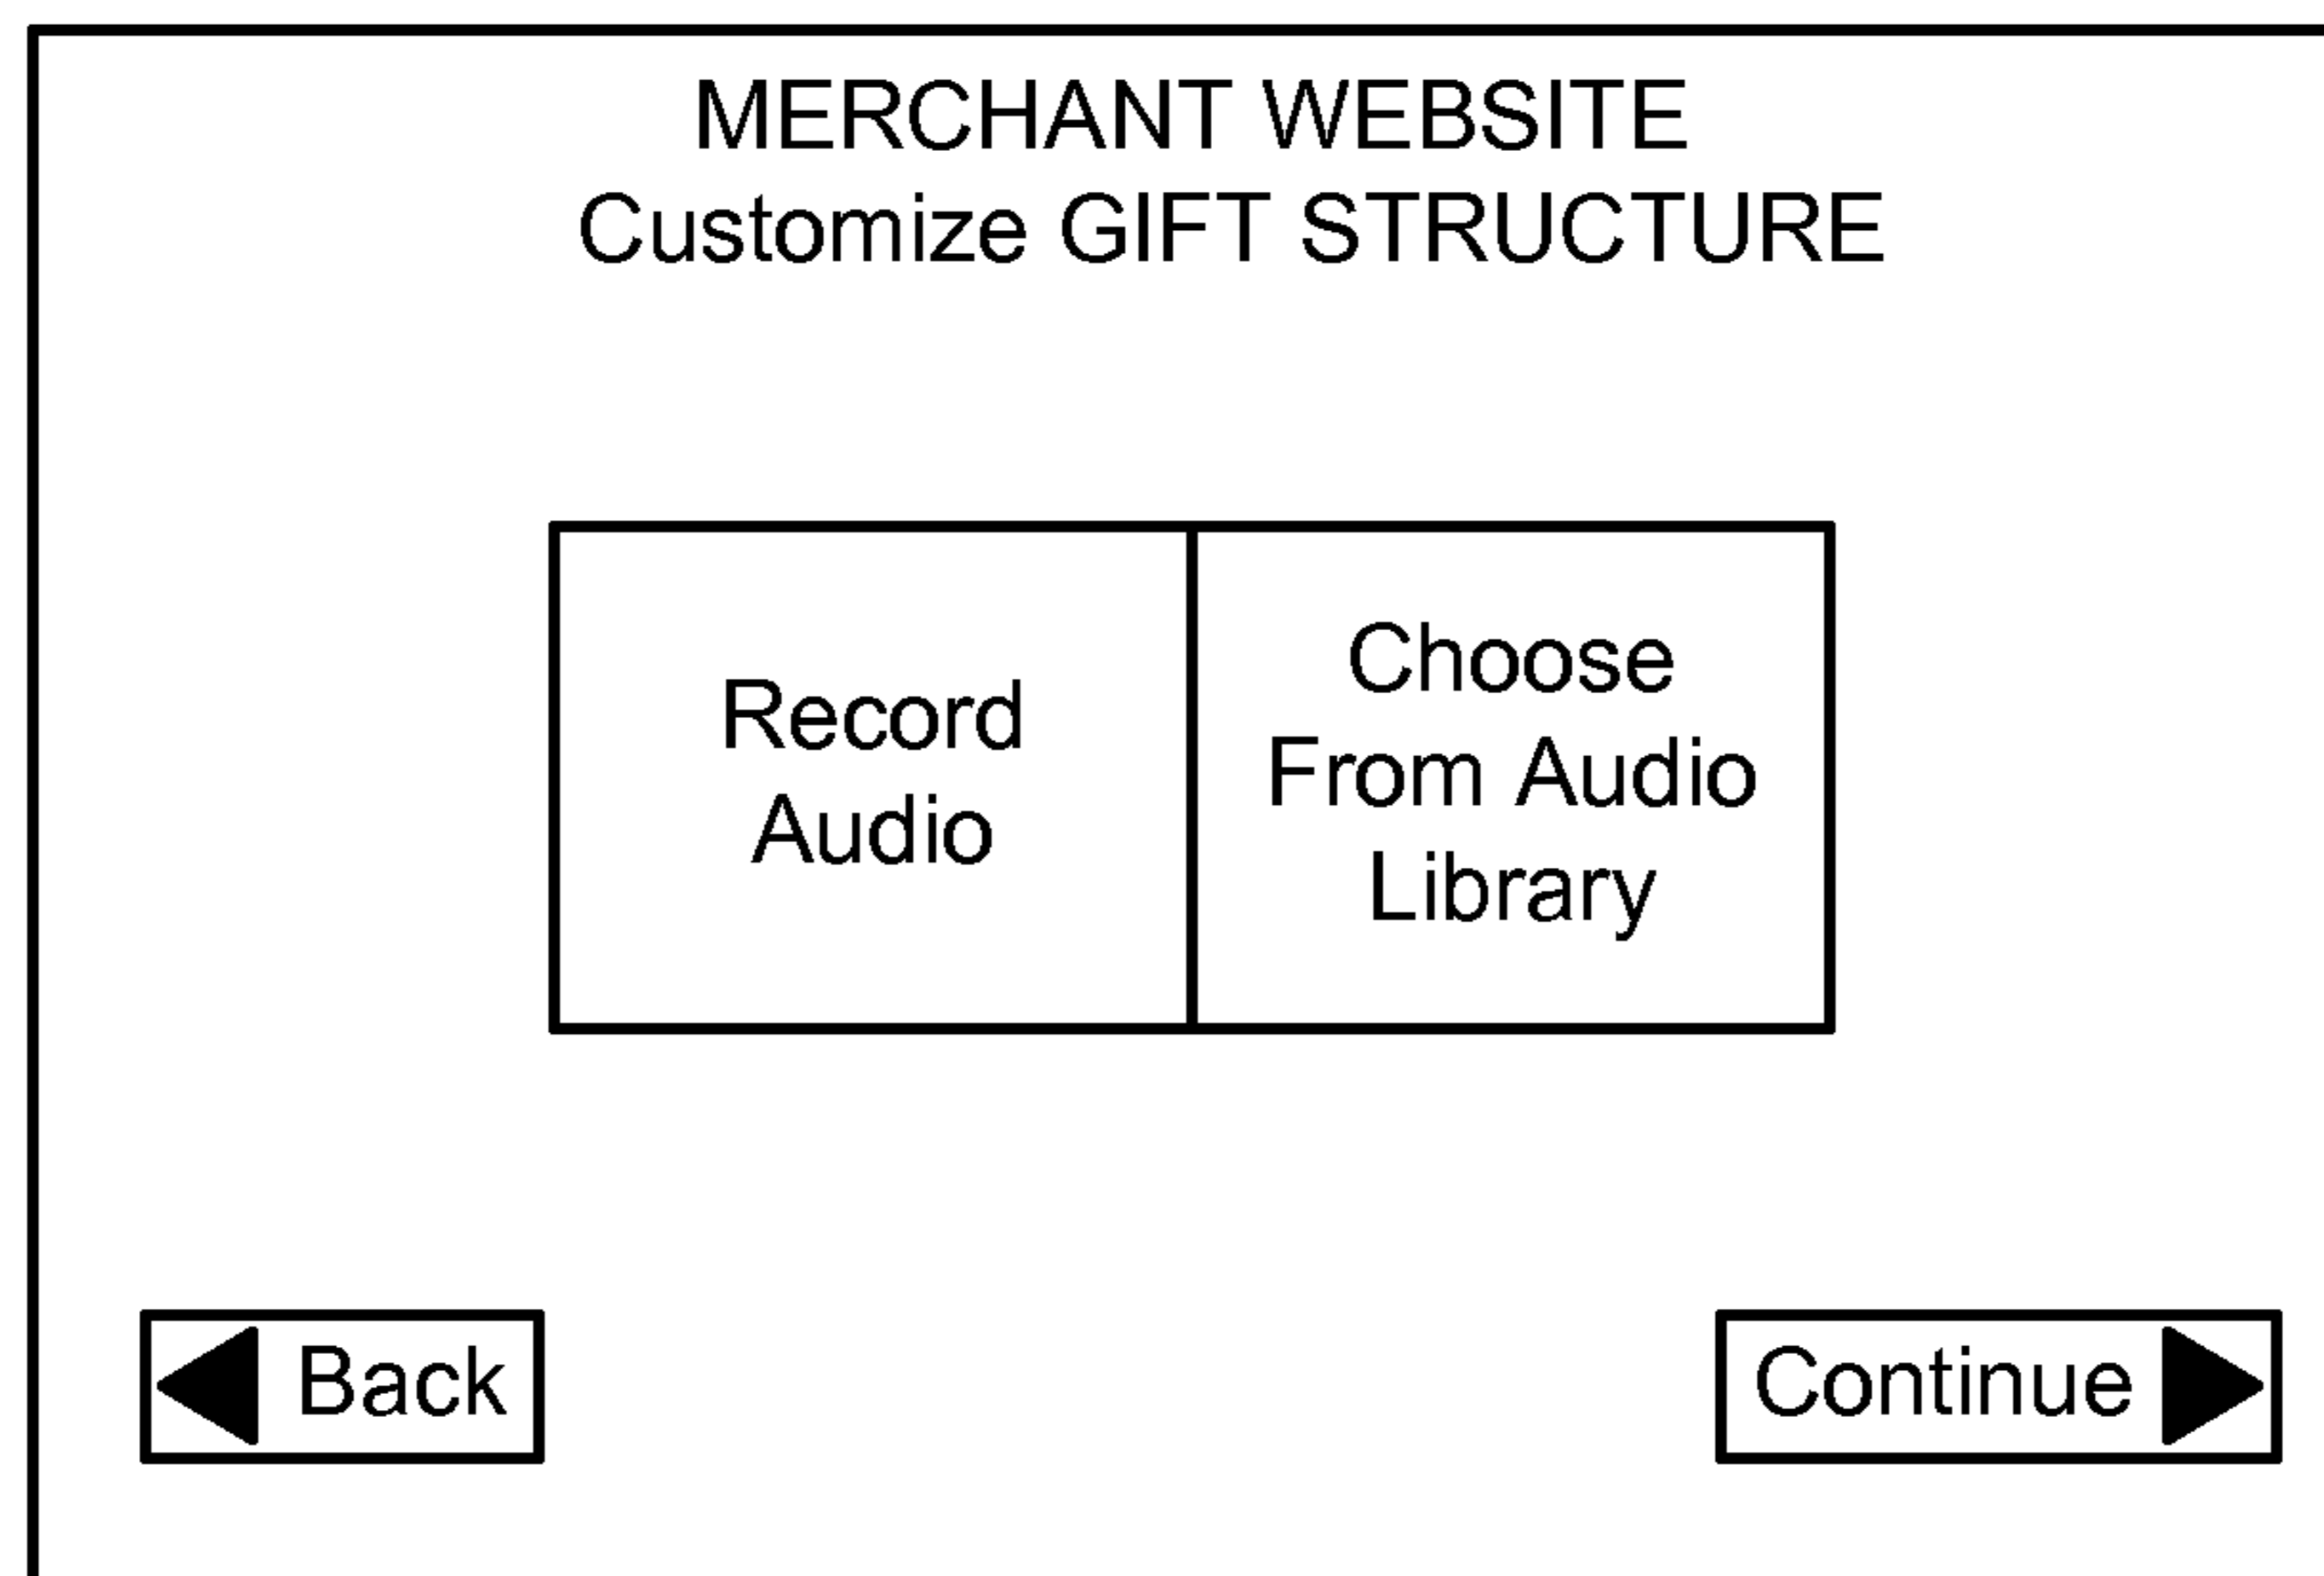 MERCHANT WEBSITE
Customize GIFT STRUCTURE
Record
Audio
Choose
From Audio
Library
Back
Continue